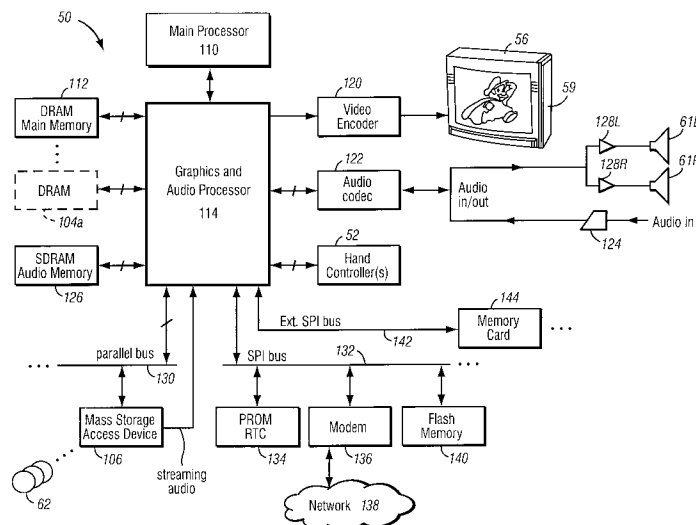 50
Main Processor
110
56
112
120
59
DRAM
Main Memory
Video
Encoder
128L
61L
Graphics and
Audio Processor
114
122
128R
61R
DRAM
104a
Audio
codec
Audio
in/out
52
124
Audio in
SDRAM
Audio Memory
126
Hand
Controller(s)
144
Ext. SPI bus
142
Memory
Card
parallel bus
130
SPI bus
132
Mass Storage
Access Device
106
PROM
RTC
134
Modem
136
Flash
Memory
140
streaming
audio
62
Network 138